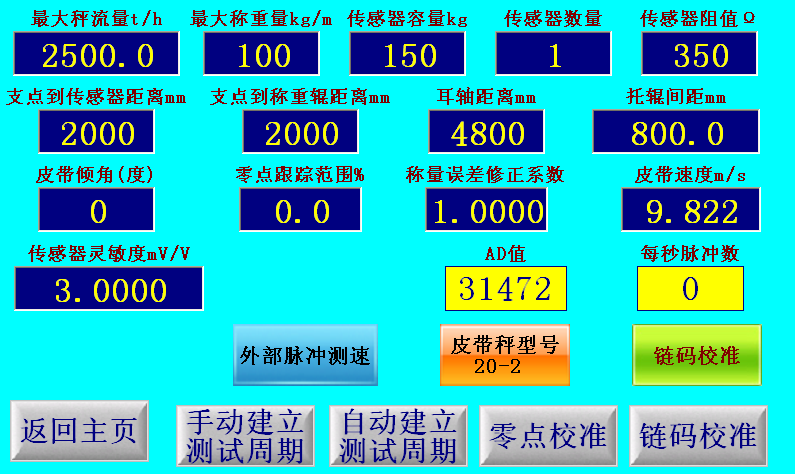 最大秤流量t/h 最大称重量kg/m 传感器容量kg 传感器数量 传感器阻值Ω
2500.0 100 150 1 350
支点到传感器距离mm 支点到称重辊距离mm 耳轴距离mm 托辊间距mm
2000 2000 4800 800.0
皮带倾角(度) 零点跟踪范围% 称量误差修正系数 皮带速度m/s
0 0.0 1.0000 9.822
传感器灵敏度mV/V AD值 每秒脉冲数
3.0000 31472 0
外部脉冲测速 皮带秤型号 链码校准
20-2
返回主页 手动建立 自动建立 零点校准 链码校准
测试周期 测试周期